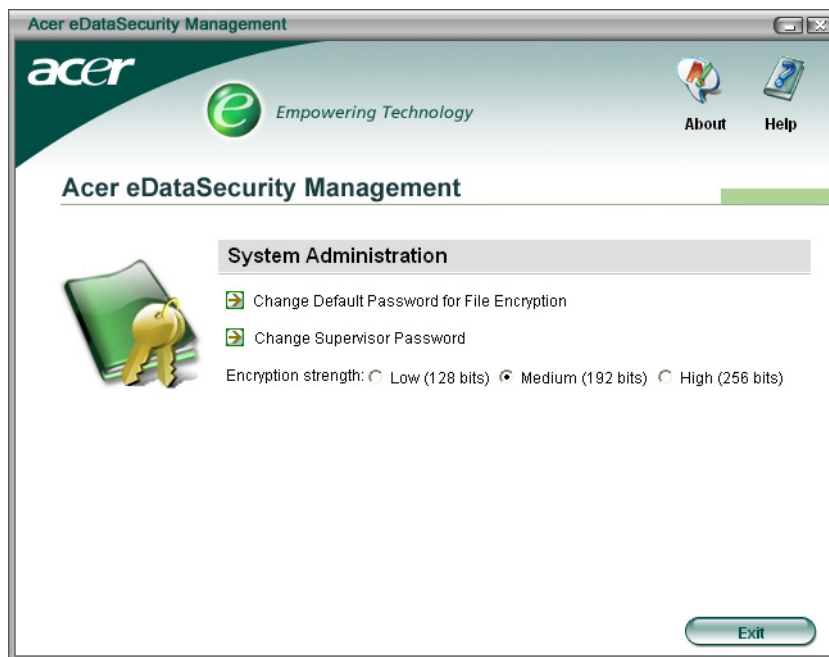 Acer eDataSecurity Management
acer
e Empowering Technology
About Help
Acer eDataSecurity Management
System Administration
Change Default Password for File Encryption
Change Supervisor Password
Encryption strength: Low (128 bits) Medium (192 bits) High (256 bits)
Exit